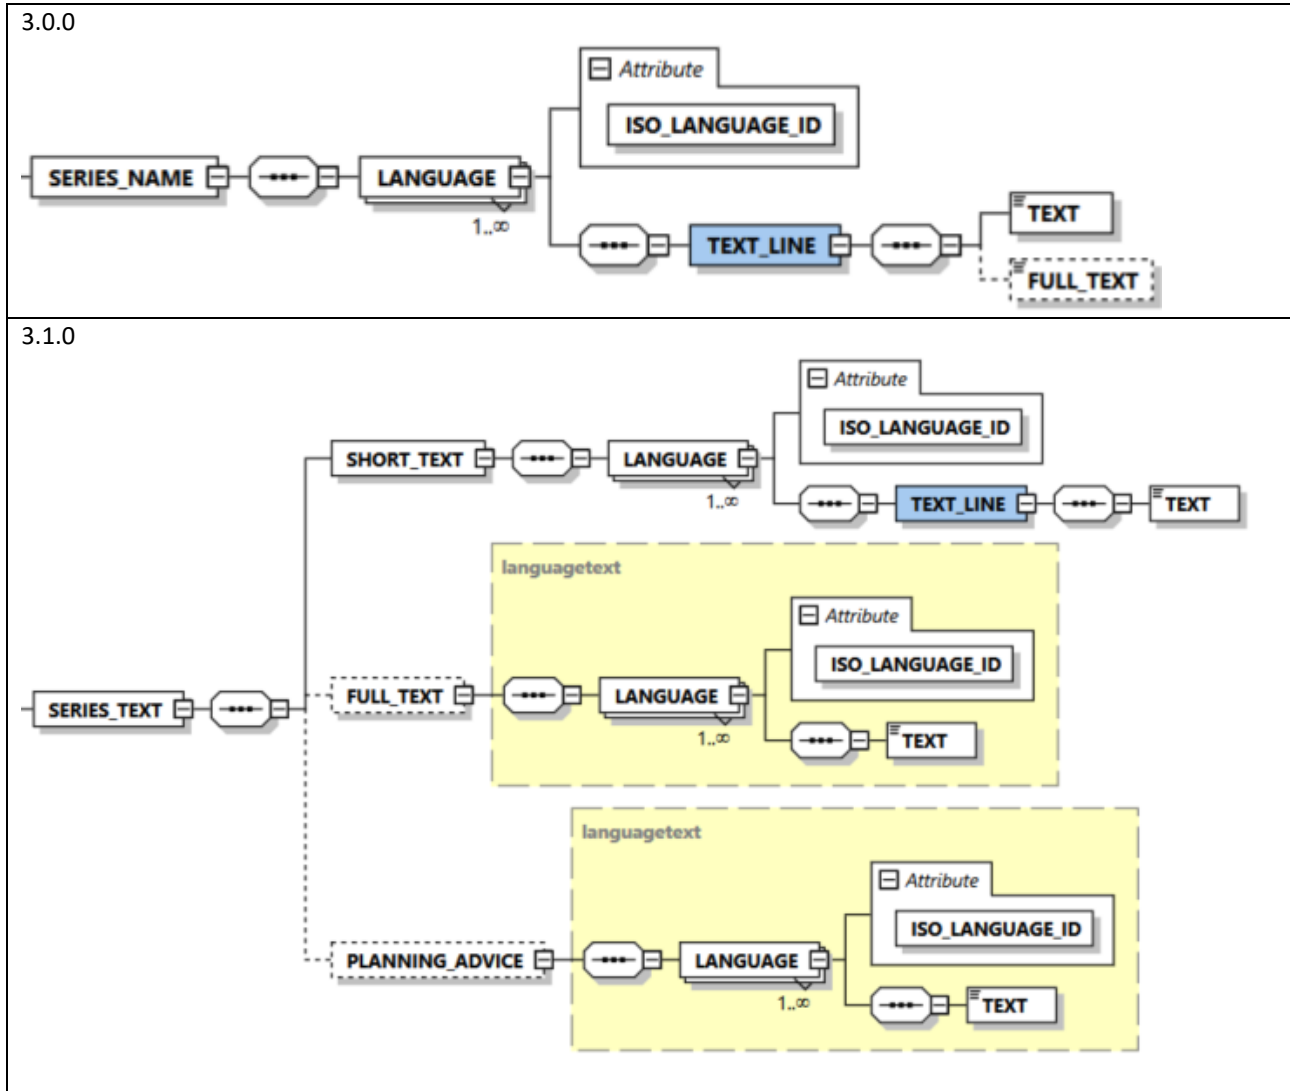 3.0.0
Attribute
ISO_LANGUAGE_ID
SERIES_NAME
LANGUAGE
1..∞
TEXT_LINE
TEXT
FULL_TEXT
3.1.0
Attribute
ISO_LANGUAGE_ID
SHORT_TEXT
LANGUAGE
1..∞
TEXT_LINE
TEXT
languagetext
Attribute
ISO_LANGUAGE_ID
SERIES_TEXT
FULL_TEXT
LANGUAGE
1..∞
TEXT
languagetext
Attribute
ISO_LANGUAGE_ID
PLANNING_ADVICE
LANGUAGE
1..∞
TEXT